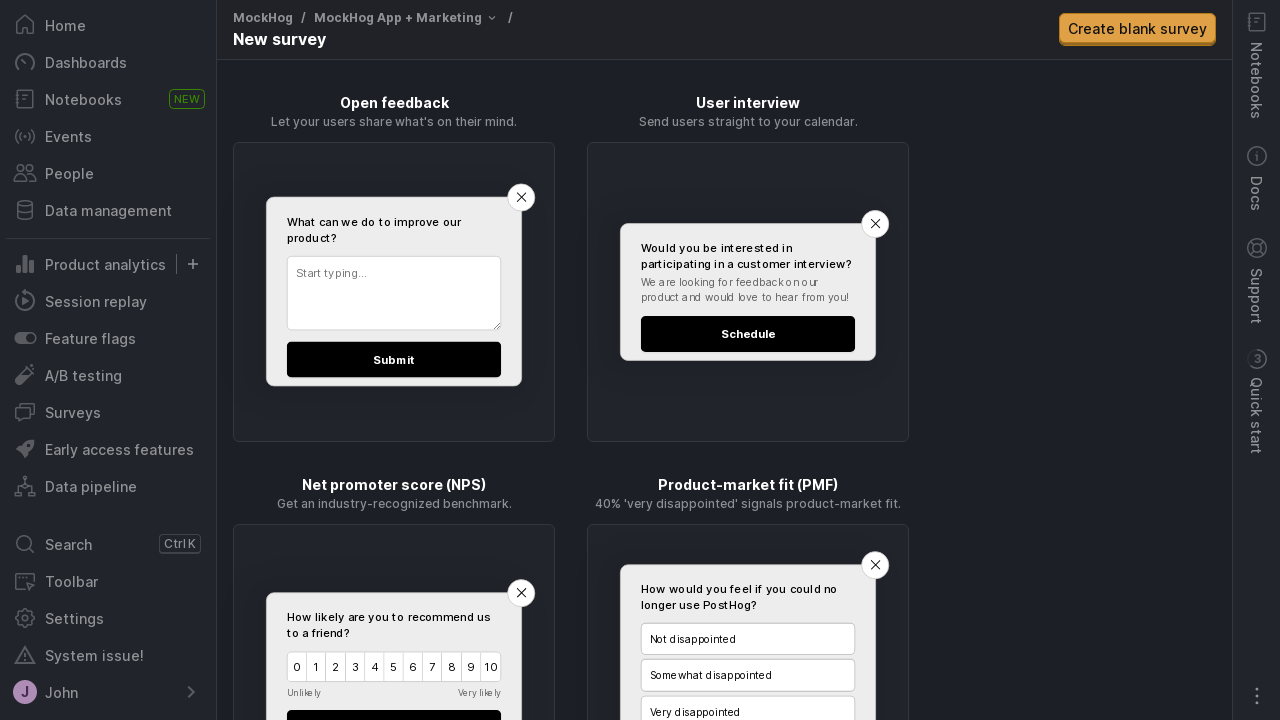 Home
Dashboards
Notebooks
NEW
Events
People
Data management
Product analytics
Session replay
Feature flags
A/B testing
Surveys
Early access features
Data pipeline
Search
Ctrl K
Toolbar
Settings
System issue!
J
John
MockHog / MockHog App + Marketing /
New survey
Create blank survey
Open feedback
Let your users share what's on their mind.
What can we do to improve our
product?
Start typing...
Submit
User interview
Send users straight to your calendar.
Would you be interested in
participating in a customer interview?
We are looking for feedback on our
product and would love to hear from you!
Schedule
Net promoter score (NPS)
Get an industry-recognized benchmark.
How likely are you to recommend us
to a friend?
0 1 2 3 4 5 6 7 8 9 10
Unlikely Very likely
Product-market fit (PMF)
40% 'very disappointed' signals product-market fit.
How would you feel if you could no
longer use PostHog?
Not disappointed
Somewhat disappointed
Very disappointed
Notebooks
Docs
Support
3
Quick start